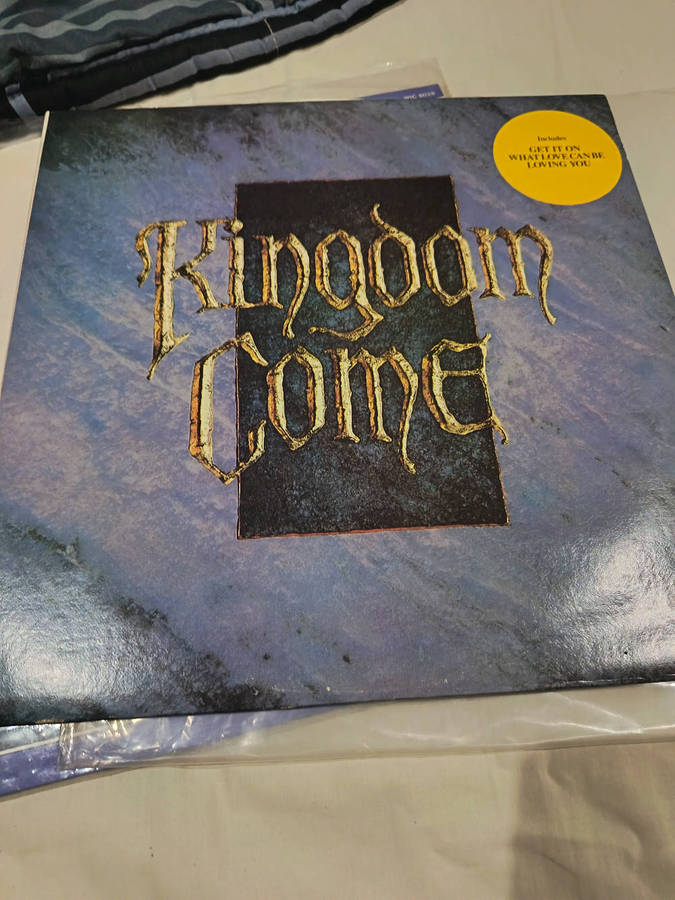 Includes
GET IT ON
WHAT LOVE CAN BE
LOVING YOU
Kingdom
Come